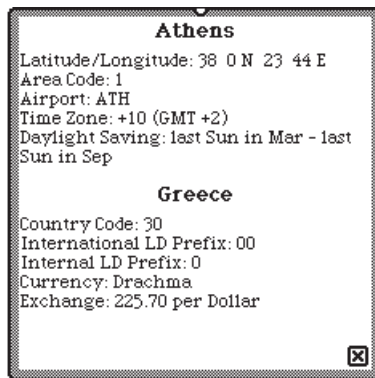 Athens
Latitude/Longitude: 38 0 N 23 44 E
Area Code: 1
Airport: ATH
Time Zone: +10 (GMT +2)
Daylight Saving: last Sun in Mar - last
Sun in Sep
Greece
Country Code: 30
International LD Prefix: 00
Internal LD Prefix: 0
Currency: Drachma
Exchange: 225.70 per Dollar